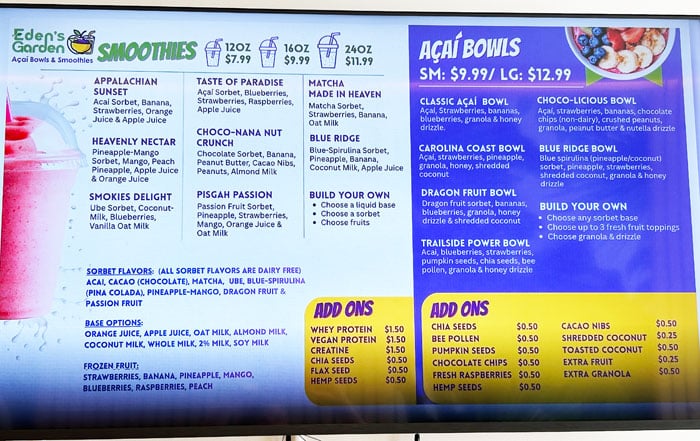 Eden's
Garden
Açaí Bowls & Smoothies
SMOOTHIES
12OZ
$7.99
16OZ
$9.99
24OZ
$11.99
APPALACHIAN
SUNSET
Acai Sorbet, Banana,
Strawberries, Orange
Juice & Apple Juice
HEAVENLY NECTAR
Pineapple-Mango
Sorbet, Mango, Peach
Pineapple, Apple Juice
& Orange Juice
SMOKIES DELIGHT
Ube Sorbet, Coconut-
Milk, Blueberries,
Vanilla Oat Milk
TASTE OF PARADISE
Açaí Sorbet, Blueberries,
Strawberries, Raspberries,
Apple Juice
CHOCO-NANA NUT
CRUNCH
Chocolate Sorbet, Banana,
Peanut Butter, Cacao Nibs,
Peanuts, Almond Milk
PISGAH PASSION
Passion Fruit Sorbet,
Pineapple, Strawberries,
Mango, Orange Juice &
Oat Milk
MATCHA
MADE IN HEAVEN
Matcha Sorbet,
Strawberries, Banana,
Oat Milk
BLUE RIDGE
Blue-Spirulina Sorbet,
Pineapple, Banana,
Coconut Milk, Apple Juice
BUILD YOUR OWN
• Choose a liquid base
• Choose a sorbet
• Choose fruits
SORBET FLAVORS: (ALL SORBET FLAVORS ARE DAIRY FREE)
ACAI, CACAO (CHOCOLATE), MATCHA, UBE, BLUE-SPIRULINA
(PINA COLADA), PINEAPPLE-MANGO, DRAGON FRUIT &
PASSION FRUIT
BASE OPTIONS:
ORANGE JUICE, APPLE JUICE, OAT MILK, ALMOND MILK,
COCONUT MILK, WHOLE MILK, 2% MILK, SOY MILK
FROZEN FRUIT:
STRAWBERRIES, BANANA, PINEAPPLE, MANGO,
BLUEBERRIES, RASPBERRIES, PEACH
ADD ONS
WHEY PROTEIN $1.50
VEGAN PROTEIN $1.50
CREATINE $1.50
CHIA SEEDS $0.50
FLAX SEED $0.50
HEMP SEEDS $0.50
AÇAÍ BOWLS
SM: $9.99/ LG: $12.99
CLASSIC AÇAÍ BOWL
Açaí, Strawberries, bananas,
blueberries, granola & honey
drizzle.
CAROLINA COAST BOWL
Açaí, strawberries, pineapple,
granola, honey, shredded
coconut
DRAGON FRUIT BOWL
Dragon fruit sorbet, bananas,
blueberries, granola, honey
drizzle & shredded coconut
TRAILSIDE POWER BOWL
Açaí, blueberries, strawberries,
pumpkin seeds, chia seeds, bee
pollen, granola & honey drizzle
CHOCO-LICIOUS BOWL
Açaí, strawberries, bananas, chocolate
chips (non-dairy), crushed peanuts,
granola, peanut butter & nutella drizzle
BLUE RIDGE BOWL
Blue spirulina (pineapple/coconut)
sorbet, pineapple, strawberries,
shredded coconut, granola & honey
drizzle
BUILD YOUR OWN
• Choose any sorbet base
• Choose up to 3 fresh fruit toppings
• Choose granola & drizzle
ADD ONS
CHIA SEEDS $0.50
BEE POLLEN $0.50
PUMPKIN SEEDS $0.50
CHOCOLATE CHIPS $0.50
FRESH RASPBERRIES $0.50
HEMP SEEDS $0.50
CACAO NIBS $0.50
SHREDDED COCONUT $0.25
TOASTED COCONUT $0.50
EXTRA FRUIT $0.25
EXTRA GRANOLA $0.50